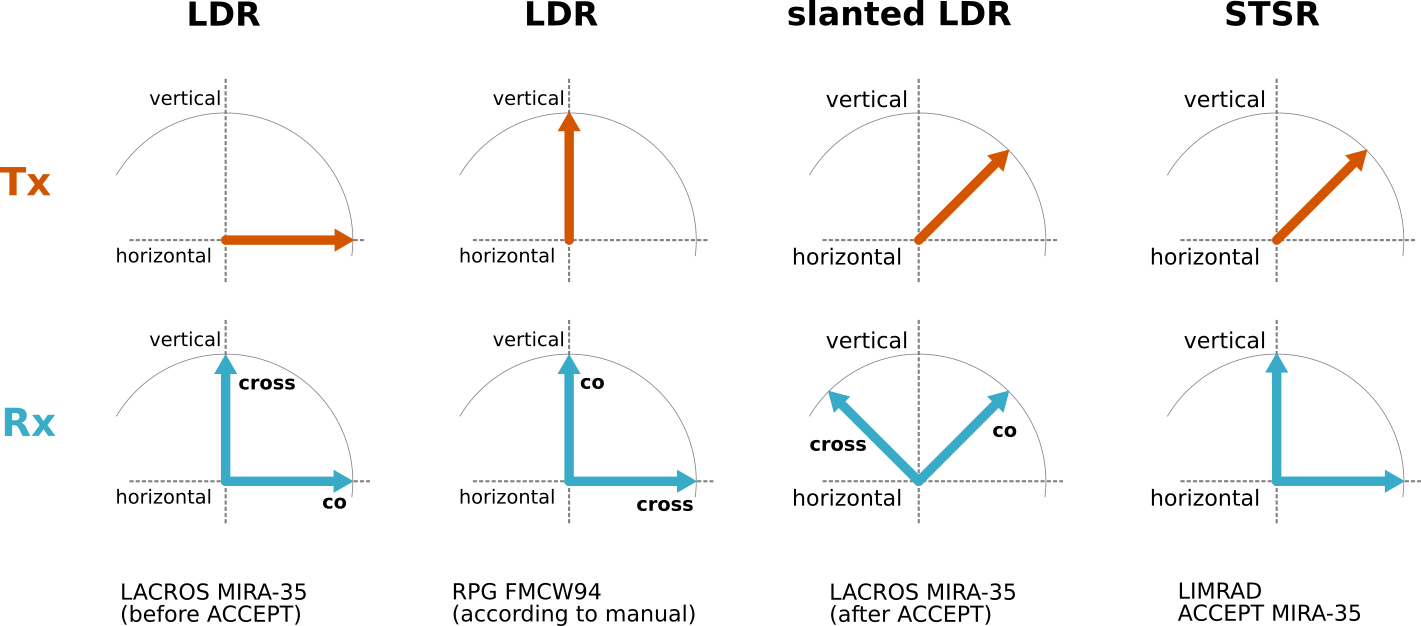 LDR LDR slanted LDR STSR
vertical vertical vertical vertical
Tx
horizontal horizontal horizontal horizontal
vertical vertical vertical vertical
cross co
Rx
co
cross
horizontal horizontal horizontal horizontal
co cross
LACROS MIRA-35 RPG FMCW94 LACROS MIRA-35 LIMRAD
(before ACCEPT) (according to manual) (after ACCEPT) ACCEPT MIRA-35